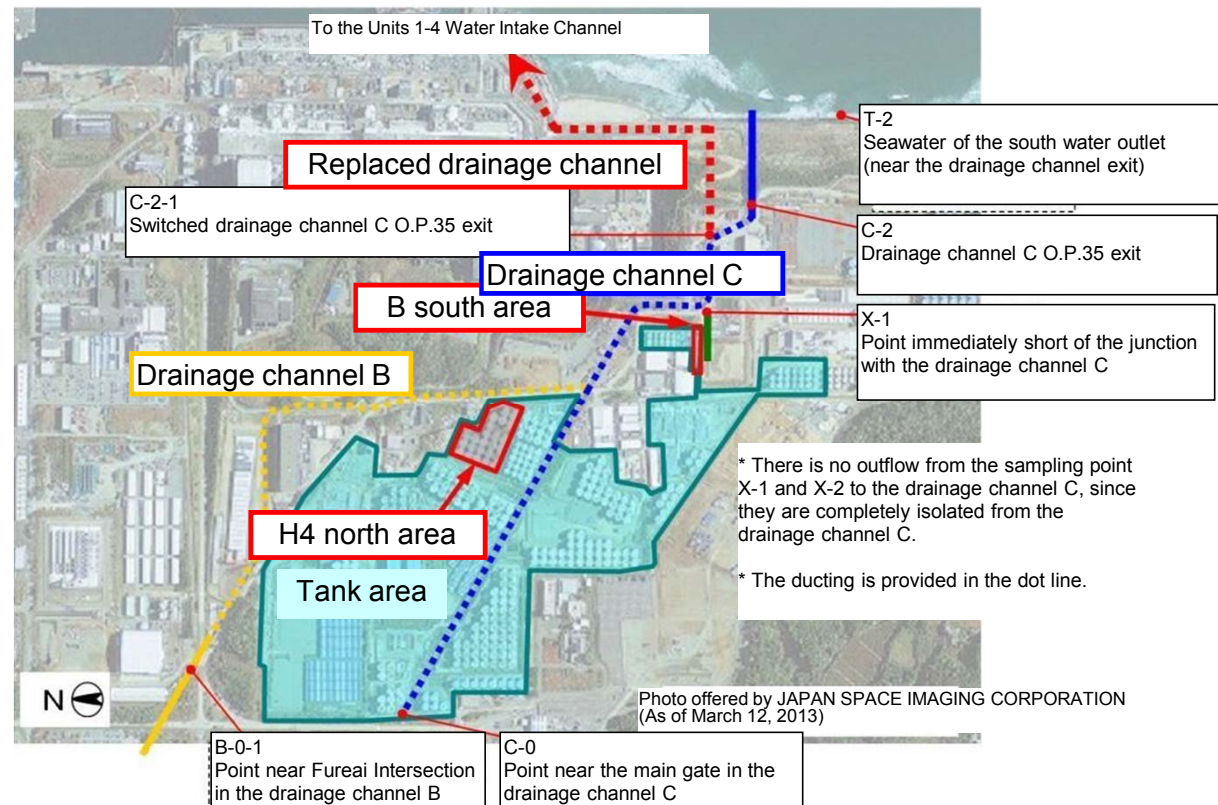 To the Units 1-4 Water Intake Channel
T-2
Seawater of the south water outlet
(near the drainage channel exit)
Replaced drainage channel
C-2-1
Switched drainage channel C O.P.35 exit
C-2
Drainage channel C O.P.35 exit
Drainage channel C
B south area
X-1
Point immediately short of the junction
with the drainage channel C
Drainage channel B
* There is no outflow from the sampling point
X-1 and X-2 to the drainage channel C, since
they are completely isolated from the
drainage channel C.
* The ducting is provided in the dot line.
H4 north area
Tank area
N
Photo offered by JAPAN SPACE IMAGING CORPORATION
(As of March 12, 2013)
B-0-1
Point near Fureai Intersection
in the drainage channel B
C-0
Point near the main gate in the
drainage channel C